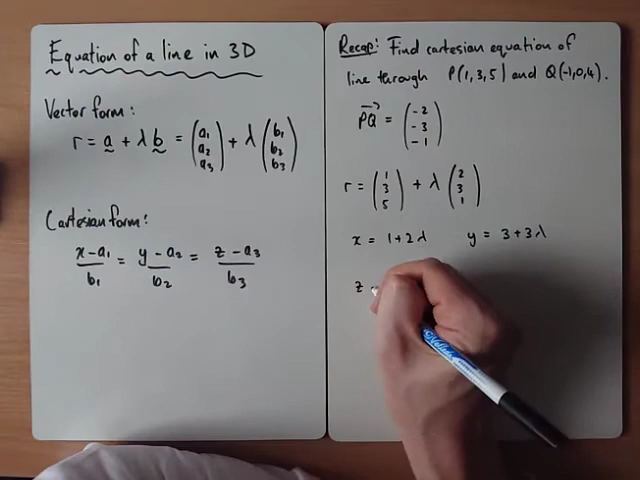 Equation of a line in 3D
Vector form:
r = a + λ b = (a₁ a₂ a₃) + λ (b₁ b₂ b₃)
Cartesian form:
x-a₁/b₁ = y-a₂/b₂ = z-a₃/b₃
Recap: Find cartesian equation of
line through P(1,3,5) and Q(-1,0,4).
PQ = (-2 -3 -1)
r = (1 3 5) + λ (2 3 1)
x = 1+2λ y = 3+3λ
z